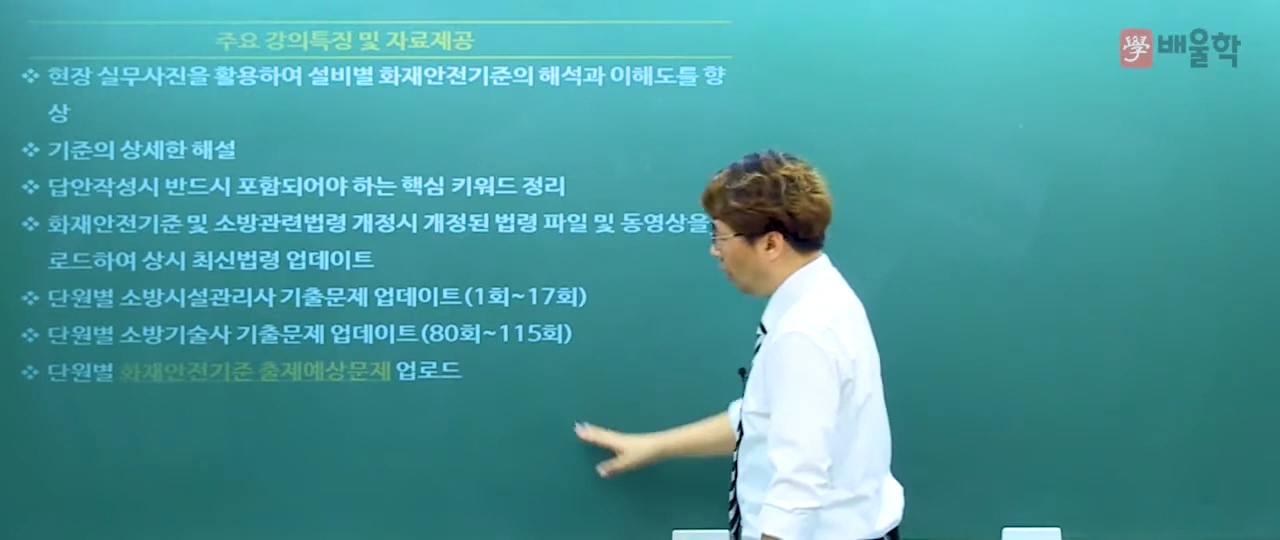 주요 강의특징 및 자료제공
學 배울학
❖ 현장 실무사진을 활용하여 설비별 화재안전기준의 해석과 이해도를 향
상
❖ 기준의 상세한 해설
❖ 답안작성시 반드시 포함되어야 하는 핵심 키워드 정리
❖ 화재안전기준 및 소방관련법령 개정시 개정된 법령 파일 및 동영상을
로드하여 상시 최신법령 업데이트
❖ 단원별 소방시설관리사 기출문제 업데이트(1회~17회)
❖ 단원별 소방기술사 기출문제 업데이트(80회~115회)
❖ 단원별 화재안전기준 출제예상문제 업로드